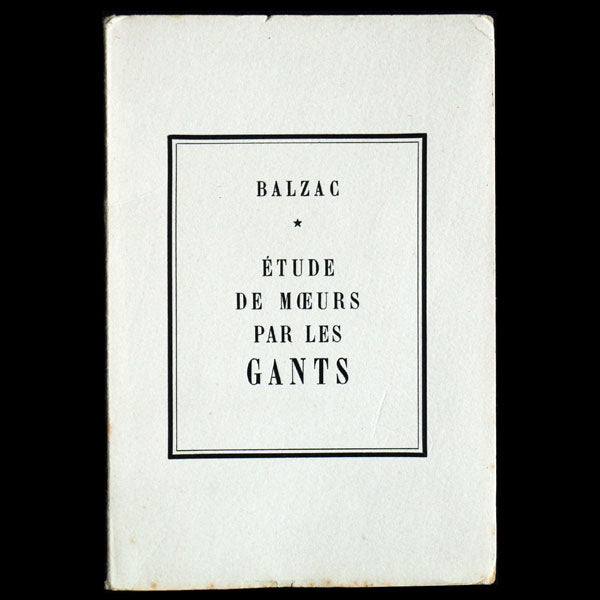 BALZAC
★
ÉTUDE
DE MŒURS
PAR LES
GANTS